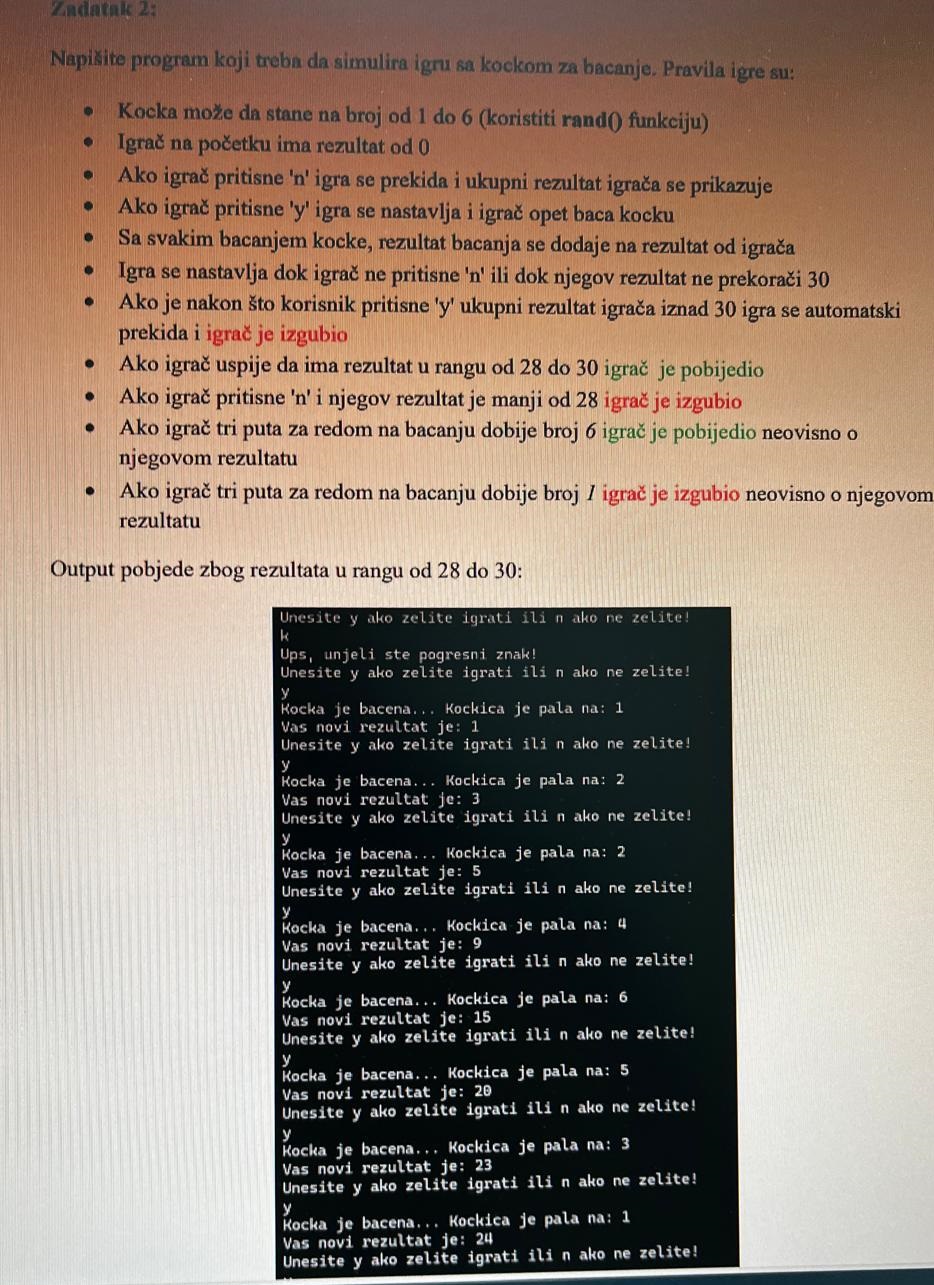 Zadatak 2:
Napišite program koji treba da simulira igru sa kockom za bacanje. Pravila igre su:
• Kocka može da stane na broj od 1 do 6 (koristiti rand() funkciju)
• Igrač na početku ima rezultat od 0
• Ako igrač pritisne 'n' igra se prekida i ukupni rezultat igrača se prikazuje
• Ako igrač pritisne 'y' igra se nastavlja i igrač opet baca kocku
• Sa svakim bacanjem kocke, rezultat bacanja se dodaje na rezultat od igrača
• Igra se nastavlja dok igrač ne pritisne 'n' ili dok njegov rezultat ne prekorači 30
• Ako je nakon što korisnik pritisne 'y' ukupni rezultat igrača iznad 30 igra se automatski
prekida i igrač je izgubio
• Ako igrač uspije da ima rezultat u rangu od 28 do 30 igrač je pobijedio
• Ako igrač pritisne 'n' i njegov rezultat je manji od 28 igrač je izgubio
• Ako igrač tri puta za redom na bacanju dobije broj 6 igrač je pobijedio neovisno o
njegovom rezultatu
• Ako igrač tri puta za redom na bacanju dobije broj 1 igrač je izgubio neovisno o njegovom
rezultatu
Output pobjede zbog rezultata u rangu od 28 do 30:
Unesite y ako zelite igrati ili n ako ne zelite!
k
Ups, unjeli ste pogresni znak!
Unesite y ako zelite igrati ili n ako ne zelite!
y
Kocka je bacena... Kockica je pala na: 1
Vas novi rezultat je: 1
Unesite y ako zelite igrati ili n ako ne zelite!
y
Kocka je bacena... Kockica je pala na: 2
Vas novi rezultat je: 3
Unesite y ako zelite igrati ili n ako ne zelite!
y
Kocka je bacena... Kockica je pala na: 2
Vas novi rezultat je: 5
Unesite y ako zelite igrati ili n ako ne zelite!
y
Kocka je bacena... Kockica je pala na: 4
Vas novi rezultat je: 9
Unesite y ako zelite igrati ili n ako ne zelite!
y
Kocka je bacena... Kockica je pala na: 6
Vas novi rezultat je: 15
Unesite y ako zelite igrati ili n ako ne zelite!
y
Kocka je bacena... Kockica je pala na: 5
Vas novi rezultat je: 20
Unesite y ako zelite igrati ili n ako ne zelite!
y
Kocka je bacena... Kockica je pala na: 3
Vas novi rezultat je: 23
Unesite y ako zelite igrati ili n ako ne zelite!
y
Kocka je bacena... Kockica je pala na: 1
Vas novi rezultat je: 24
Unesite y ako zelite igrati ili n ako ne zelite!